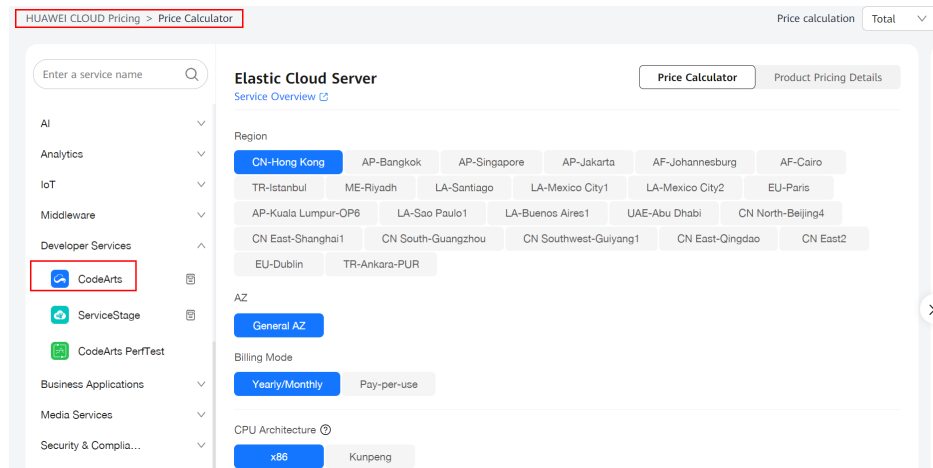 HUAWEI CLOUD Pricing > Price Calculator
Price calculation Total
Enter a service name
AI
Analytics
IoT
Middleware
Developer Services
CodeArts
ServiceStage
CodeArts PerfTest
Business Applications
Media Services
Security & Complia...
Elastic Cloud Server
Service Overview
Price Calculator Product Pricing Details
Region
CN-Hong Kong AP-Bangkok AP-Singapore AP-Jakarta AF-Johannesburg AF-Cairo
TR-Istanbul ME-Riyadh LA-Santiago LA-Mexico City1 LA-Mexico City2 EU-Paris
AP-Kuala Lumpur-OP6 LA-Sao Paulo1 LA-Buenos Aires1 UAE-Abu Dhabi CN North-Beijing4
CN East-Shanghai1 CN South-Guangzhou CN Southwest-Guiyang1 CN East-Qingdao CN East2
EU-Dublin TR-Ankara-PUR
AZ
General AZ
Billing Mode
Yearly/Monthly Pay-per-use
CPU Architecture
x86 Kunpeng